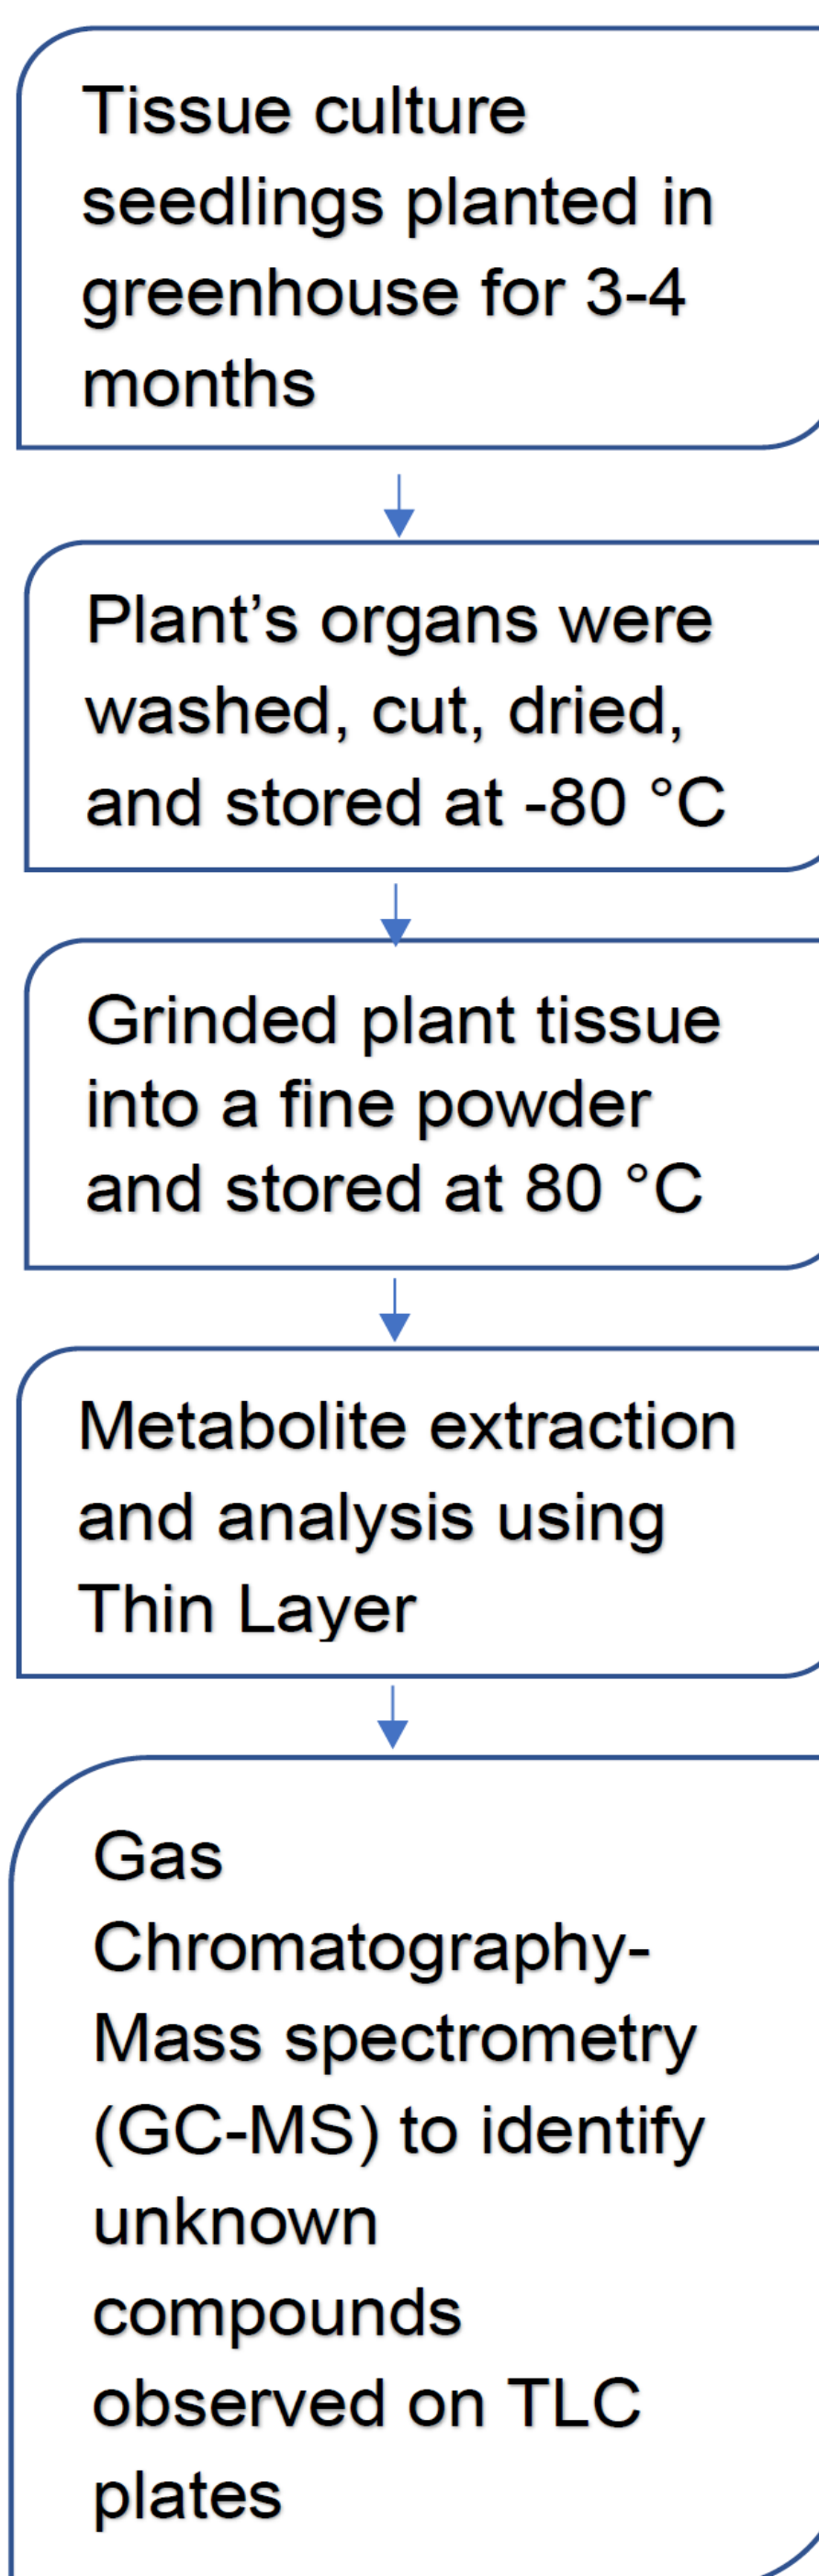 Tissue culture
seedlings planted in
greenhouse for 3-4
months
Plant’s organs were
washed, cut, dried,
and stored at -80 °C
Grinded plant tissue
into a fine powder
and stored at 80 °C
Metabolite extraction
and analysis using
Thin Layer
Gas
Chromatography-
Mass spectrometry
(GC-MS) to identify
unknown
compounds
observed on TLC
plates